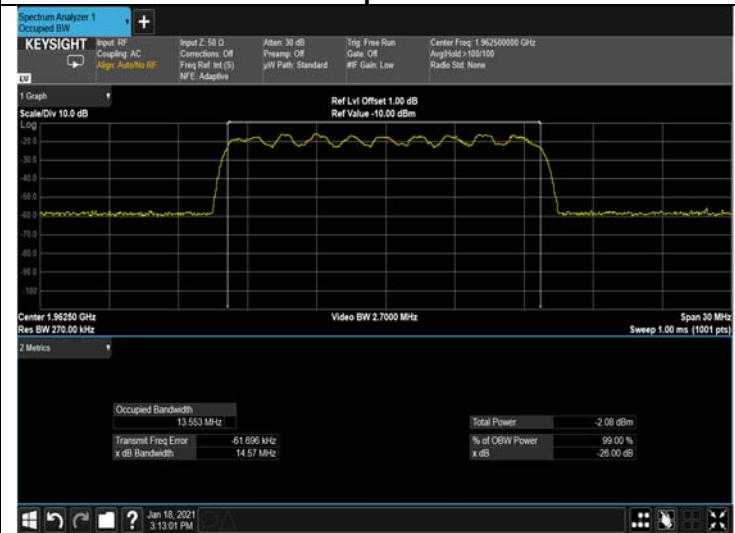 Spectrum Analyzer 1
Occupied BW
+
KEYSIGHT
Input: RF
Coupling: AC
Align: Auto/No RF
Input Z: 50 Ω
Corrections: Off
Freq Ref: Int (S)
NFE: Adaptive
Atten: 30 dB
Preamp: Off
µW Path: Standard
Trig: Free Run
Gate: Off
#IF Gain: Low
Center Freq: 1.962500000 GHz
Avg|Hold:>100/100
Radio Std: None
LV
1 Graph
Scale/Div 10.0 dB
Ref Lvl Offset 1.00 dB
Ref Value -10.00 dBm
Log
-20.0
-30.0
-40.0
-50.0
-60.0
-70.0
-80.0
-90.0
-100
Center 1.96250 GHz
Res BW 270.00 kHz
Video BW 2.7000 MHz
Span 30 MHz
Sweep 1.00 ms (1001 pts)
2 Metrics
Occupied Bandwidth
13.553 MHz
Transmit Freq Error -61.696 kHz
x dB Bandwidth 14.57 MHz
Total Power -2.08 dBm
% of OBW Power 99.00 %
x dB -26.00 dB
?
Jan 18, 2021
3:13:01 PM